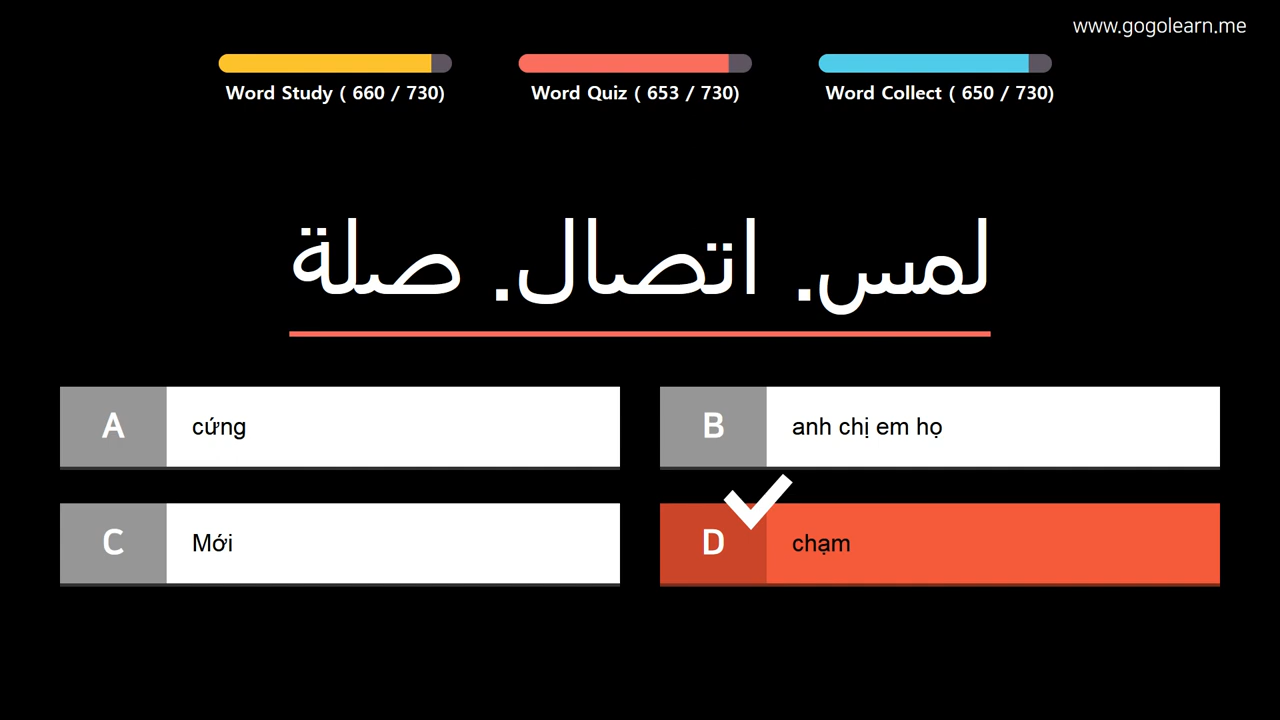 www.gogolearn.me
Word Study ( 660 / 730)
Word Quiz ( 653 / 730)
Word Collect ( 650 / 730)
لمس. اتصال. صلة
A
cứng
B
anh chị em họ
C
Mới
D
chạm